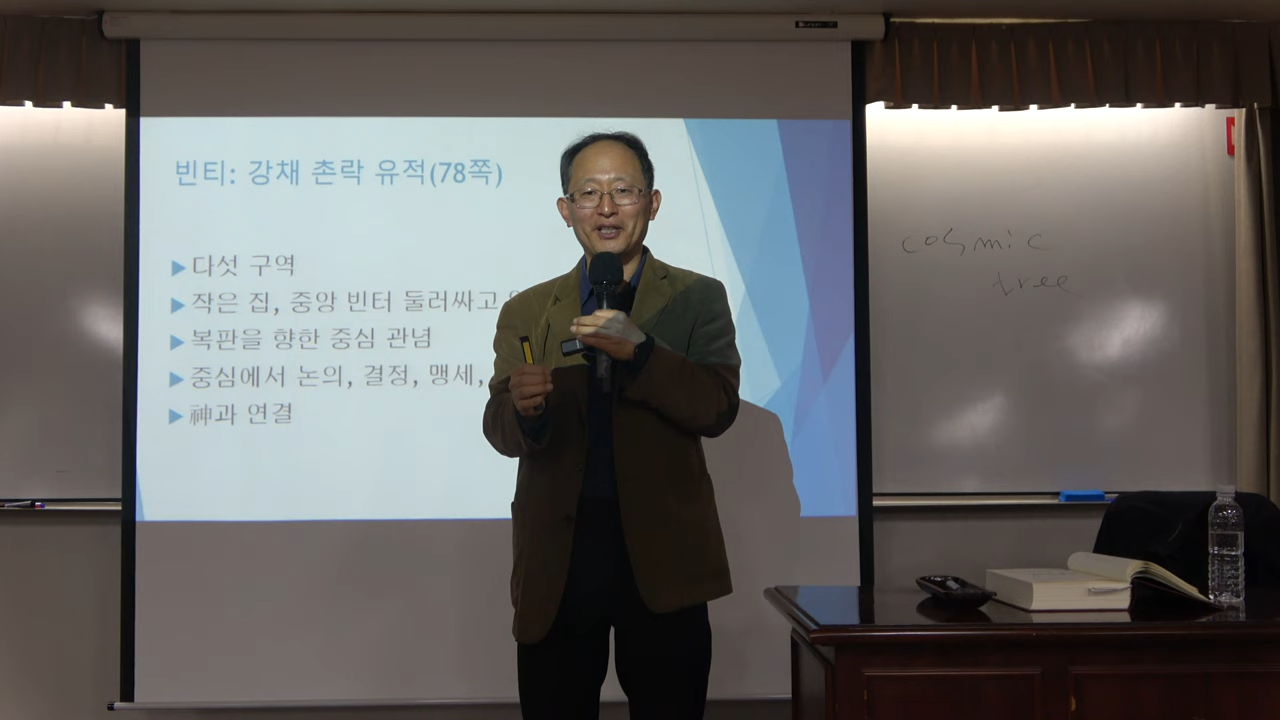 빈티: 강채 촌락 유적(78쪽)
▶다섯 구역
▶작은 집, 중앙 빈터 둘러싸고
▶복판을 향한 중심 관념
▶중심에서 논의, 결정, 맹세,
▶神과 연결
cosmic
tree